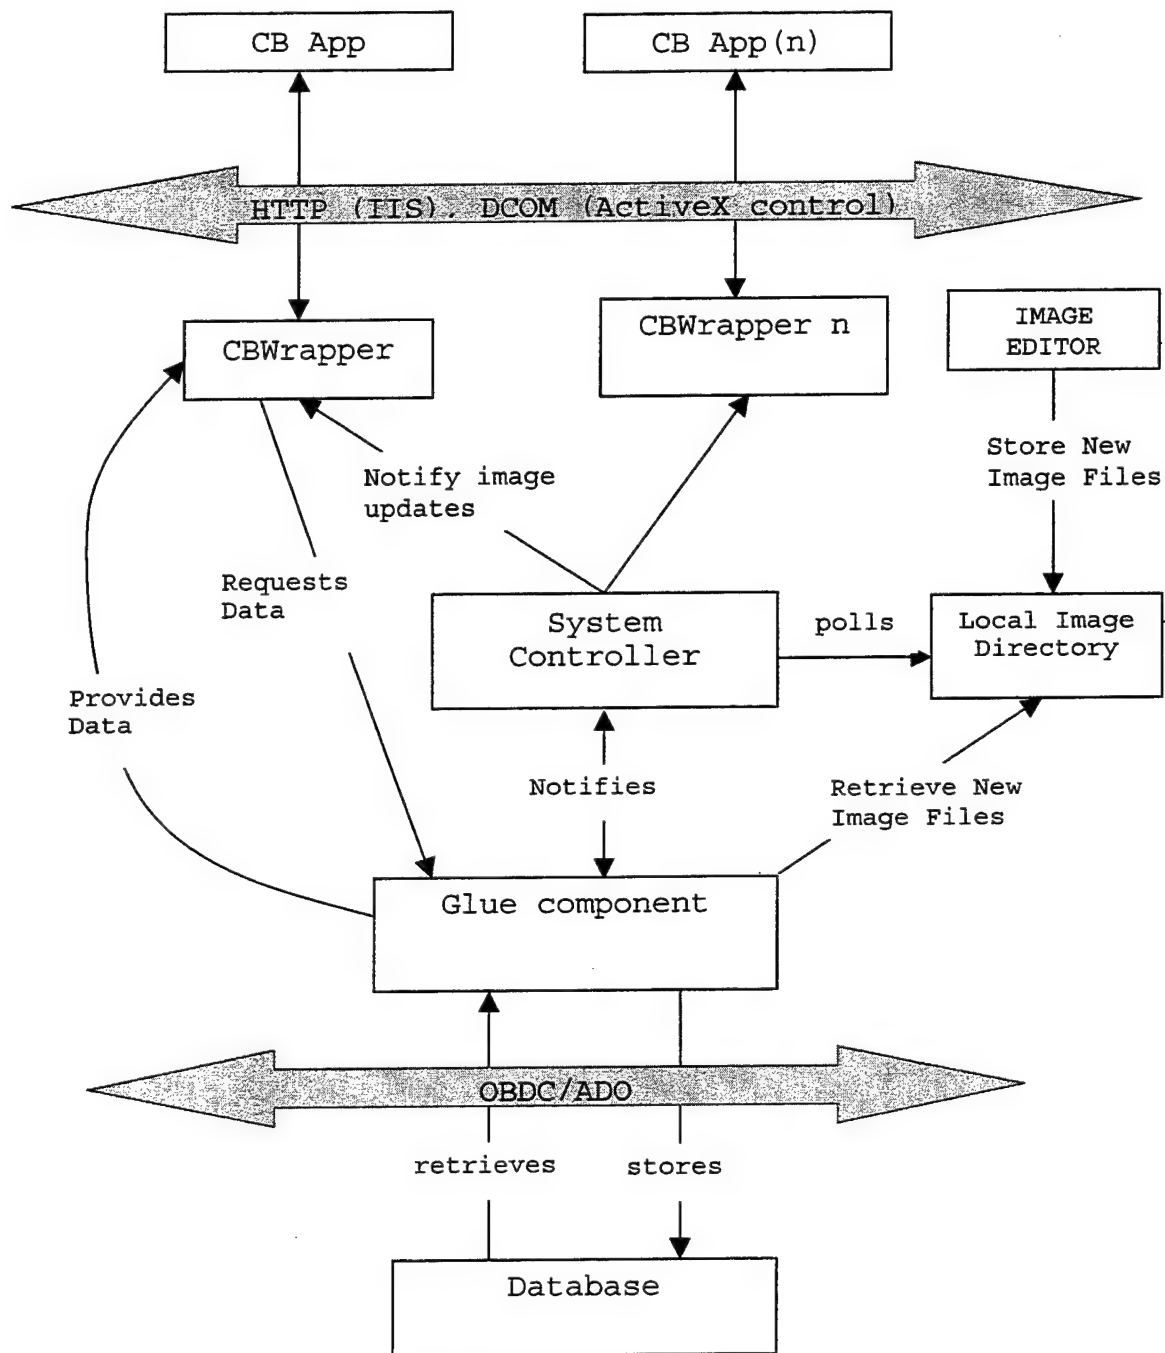 CB App
CB App(n)
HTTP (IIS), DCOM (ActiveX control)
CBWrapper
CBWrapper n
IMAGE
EDITOR
Notify image
updates
Store New
Image Files
Requests
Data
System
Controller
polls
Local Image
Directory
Provides
Data
Notifies
Retrieve New
Image Files
Glue component
OBDC/ADO
retrieves
stores
Database